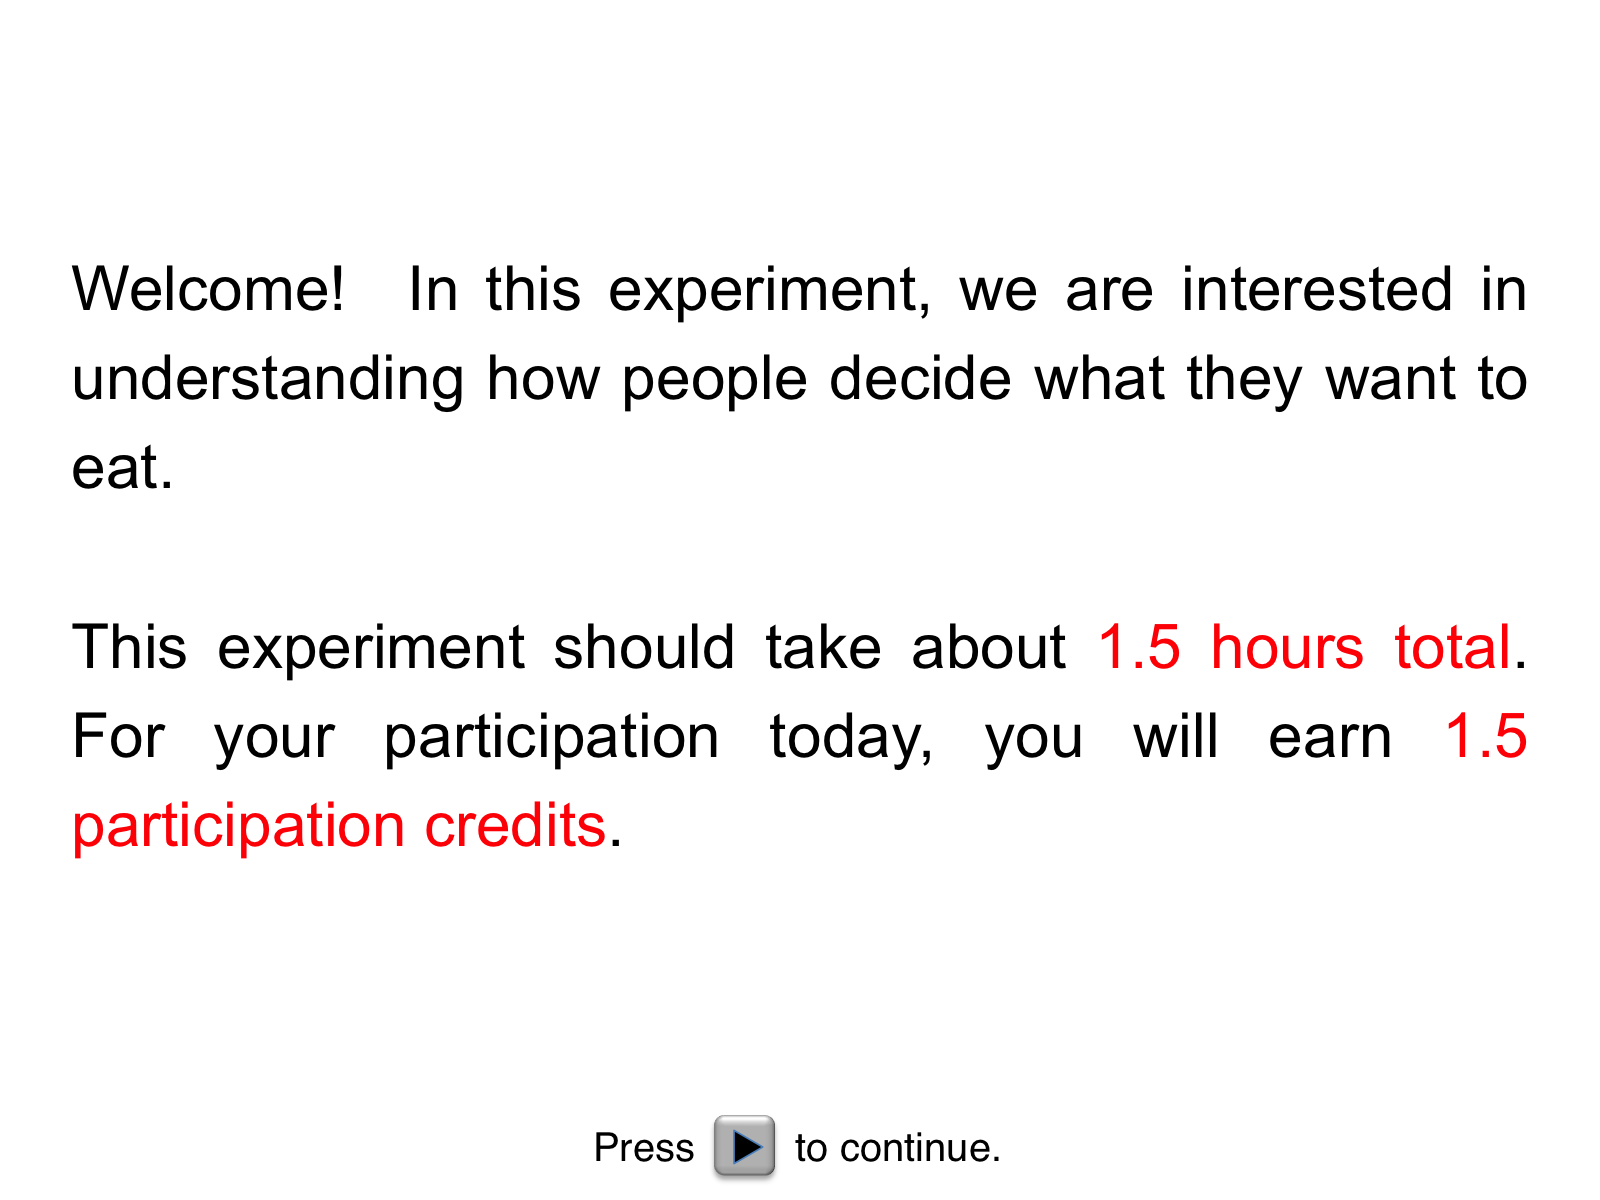 Welcome! In this experiment, we are interested in
understanding how people decide what they want to
eat.
This experiment should take about 1.5 hours total.
For your participation today, you will earn 1.5
participation credits.
Press to continue.